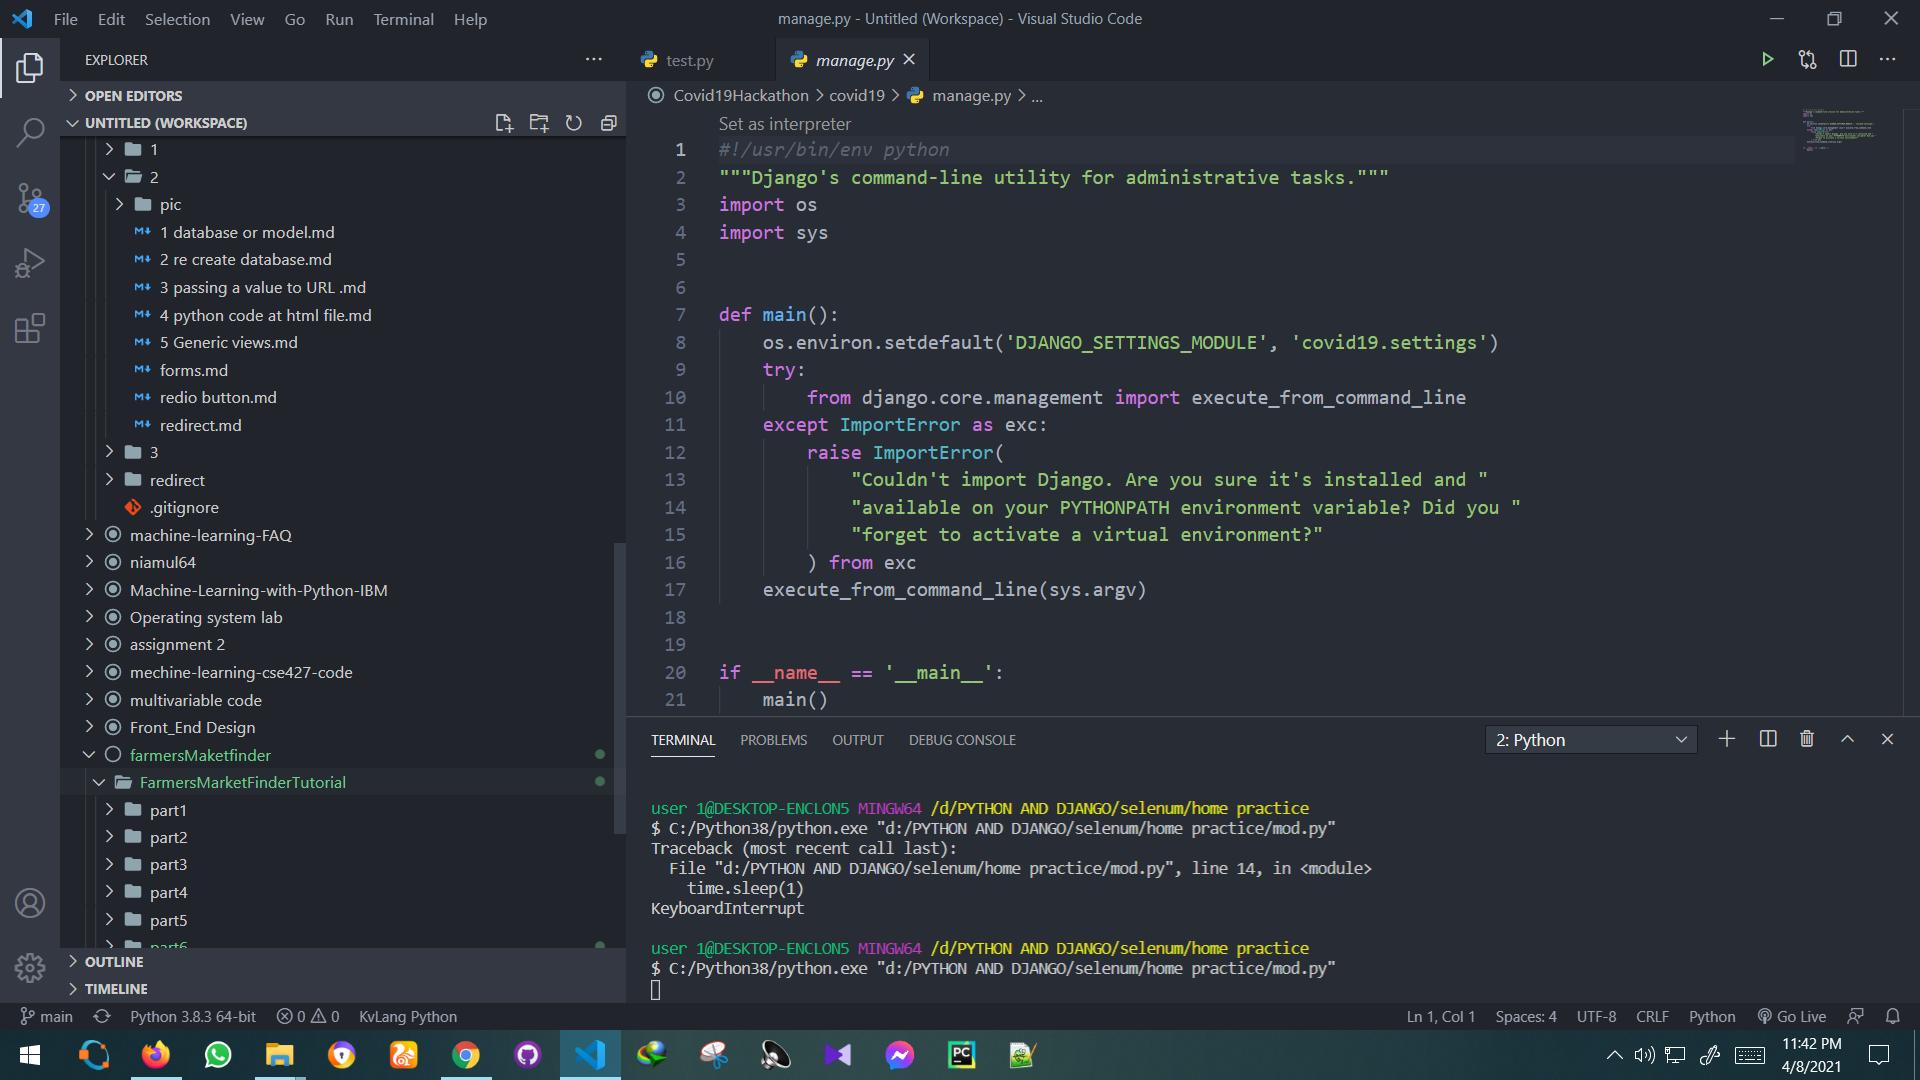 File Edit Selection View Go Run Terminal Help
manage.py - Untitled (Workspace) - Visual Studio Code
EXPLORER
OPEN EDITORS
UNTITLED (WORKSPACE)
1
2
pic
1 database or model.md
2 re create database.md
3 passing a value to URL .md
4 python code at html file.md
5 Generic views.md
forms.md
redio button.md
redirect.md
3
redirect
.gitignore
machine-learning-FAQ
niamul64
Machine-Learning-with-Python-IBM
Operating system lab
assignment 2
mechine-learning-cse427-code
multivariable code
Front_End Design
farmersMaketfinder
FarmersMarketFinderTutorial
part1
part2
part3
part4
part5
part6
OUTLINE
TIMELINE
27
test.py
manage.py
Covid19Hackathon > covid19 > manage.py > ...
Set as interpreter
1 #!/usr/bin/env python
2 """Django's command-line utility for administrative tasks."""
3 import os
4 import sys
5
6
7 def main():
8 os.environ.setdefault('DJANGO_SETTINGS_MODULE', 'covid19.settings')
9 try:
10 from django.core.management import execute_from_command_line
11 except ImportError as exc:
12 raise ImportError(
13 "Couldn't import Django. Are you sure it's installed and "
14 "available on your PYTHONPATH environment variable? Did you "
15 "forget to activate a virtual environment?"
16 ) from exc
17 execute_from_command_line(sys.argv)
18
19
20 if __name__ == '__main__':
21 main()
TERMINAL PROBLEMS OUTPUT DEBUG CONSOLE
2: Python
user 1@DESKTOP-ENCLON5 MINGW64 /d/PYTHON AND DJANGO/selenum/home practice
$ C:/Python38/python.exe "d:/PYTHON AND DJANGO/selenum/home practice/mod.py"
Traceback (most recent call last):
File "d:/PYTHON AND DJANGO/selenum/home practice/mod.py", line 14, in <module>
time.sleep(1)
KeyboardInterrupt
user 1@DESKTOP-ENCLON5 MINGW64 /d/PYTHON AND DJANGO/selenum/home practice
$ C:/Python38/python.exe "d:/PYTHON AND DJANGO/selenum/home practice/mod.py"
main Python 3.8.3 64-bit 0 0 KvLang Python
Ln 1, Col 1 Spaces: 4 UTF-8 CRLF Python Go Live
PC
11:42 PM
4/8/2021